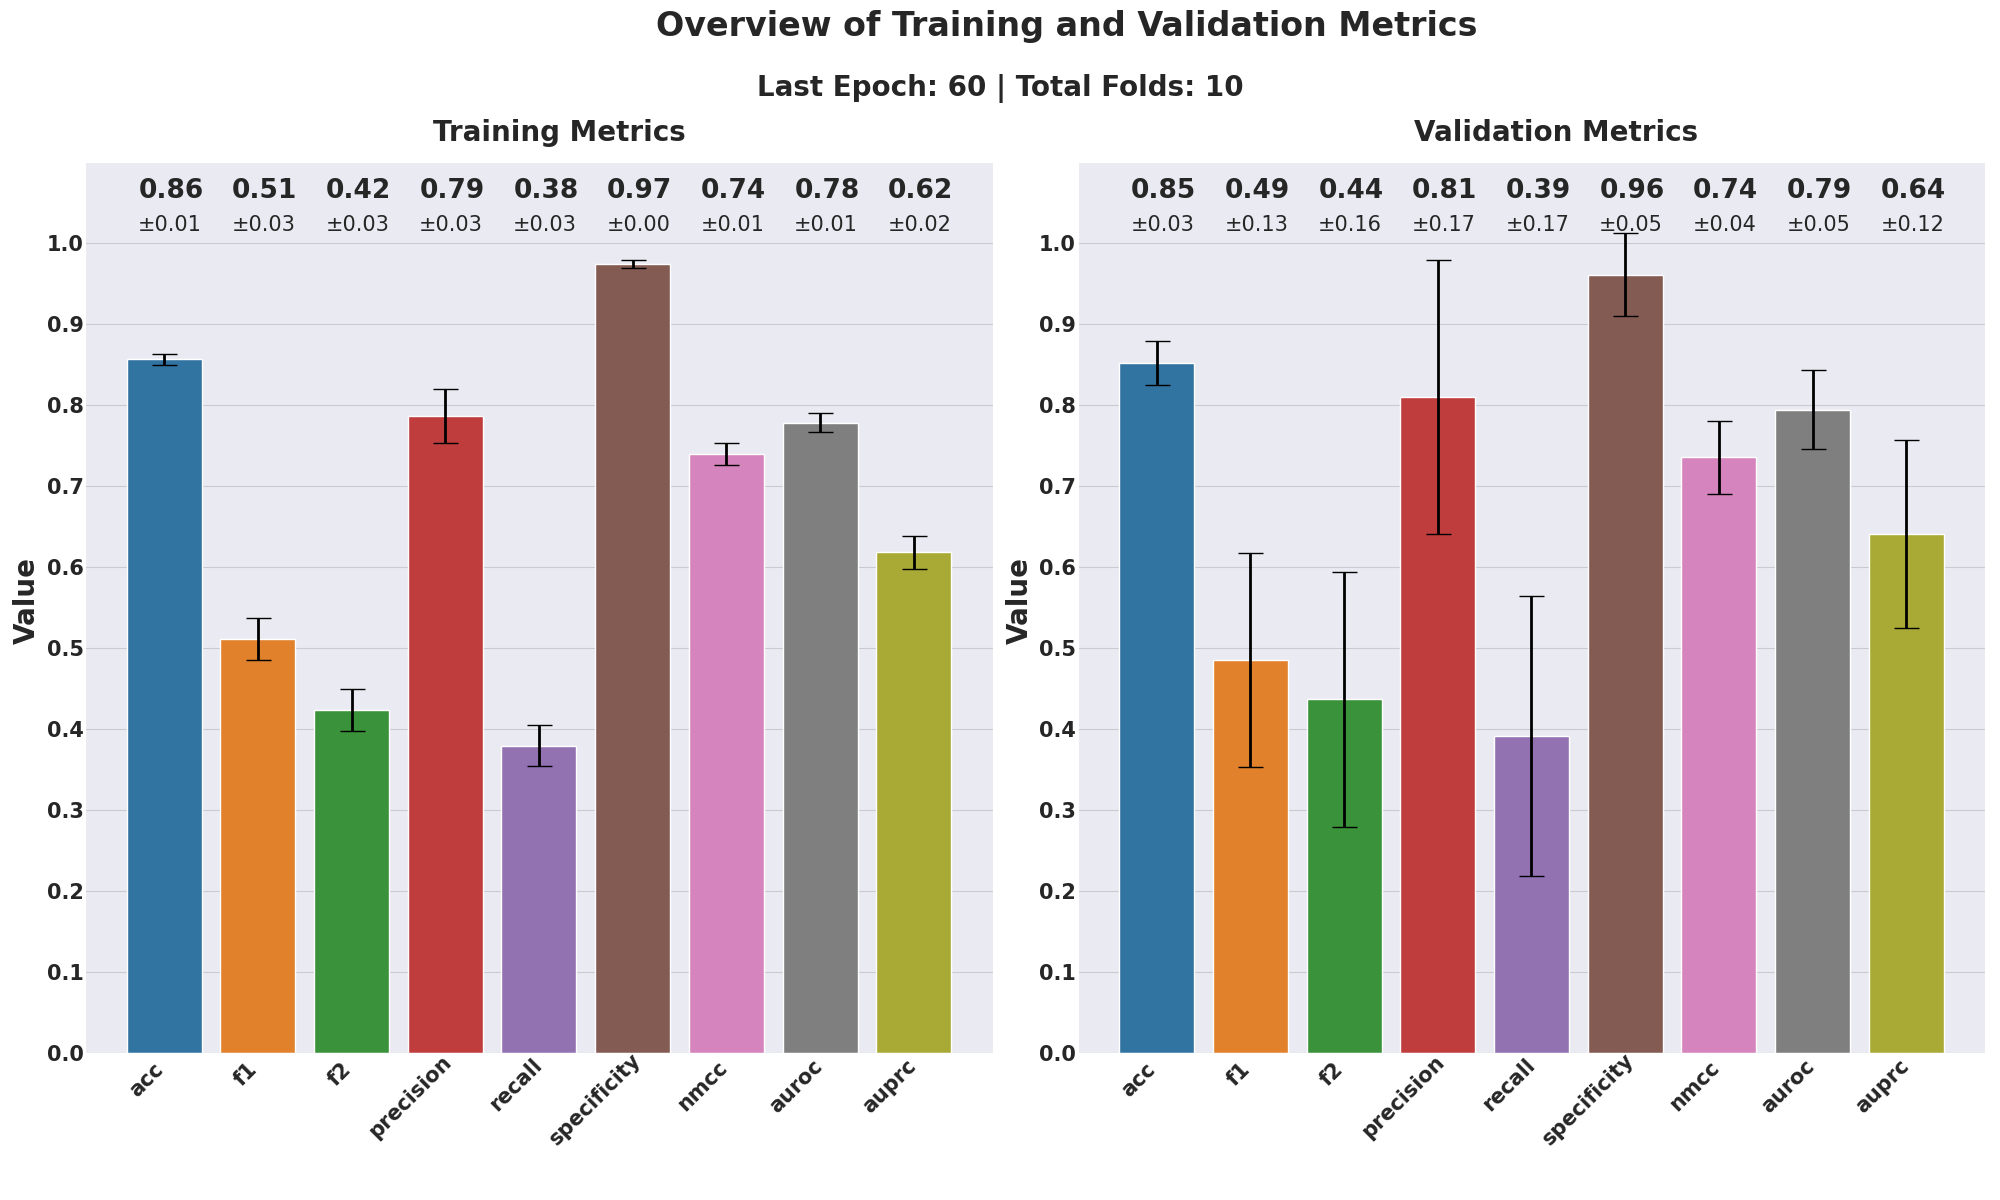 Overview of Training and Validation Metrics
Last Epoch: 60 | Total Folds: 10
Training Metrics
0.86 0.51 0.42 0.79 0.38 0.97 0.74 0.78 0.62
±0.01 ±0.03 ±0.03 ±0.03 ±0.03 ±0.00 ±0.01 ±0.01 ±0.02
1.0
0.9
0.8
0.7
0.6
0.5
0.4
0.3
0.2
0.1
0.0
Value
acc f1 f2 precision recall specificity nmcc auroc auprc
Validation Metrics
0.85 0.49 0.44 0.81 0.39 0.96 0.74 0.79 0.64
±0.03 ±0.13 ±0.16 ±0.17 ±0.17 ±0.05 ±0.04 ±0.05 ±0.12
1.0
0.9
0.8
0.7
0.6
0.5
0.4
0.3
0.2
0.1
0.0
Value
acc f1 f2 precision recall specificity nmcc auroc auprc